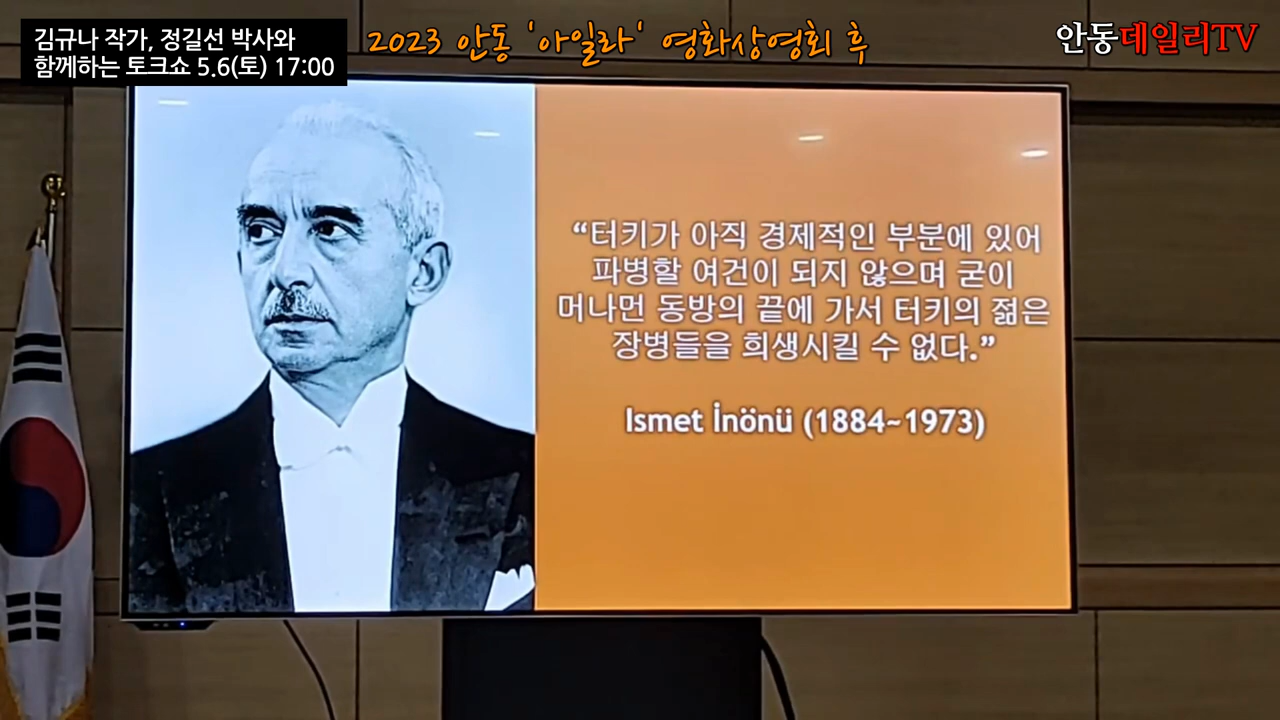 김규나 작가, 정길선 박사와
함께하는 토크쇼 5.6(토) 17:00
2023 안동 '아일라' 영화상영회 후
안동데일리TV
“터키가 아직 경제적인 부분에 있어
파병할 여건이 되지 않으며 굳이
머나먼 동방의 끝에 가서 터키의 젊은
장병들을 희생시킬 수 없다.”
Ismet İnönü (1884~1973)